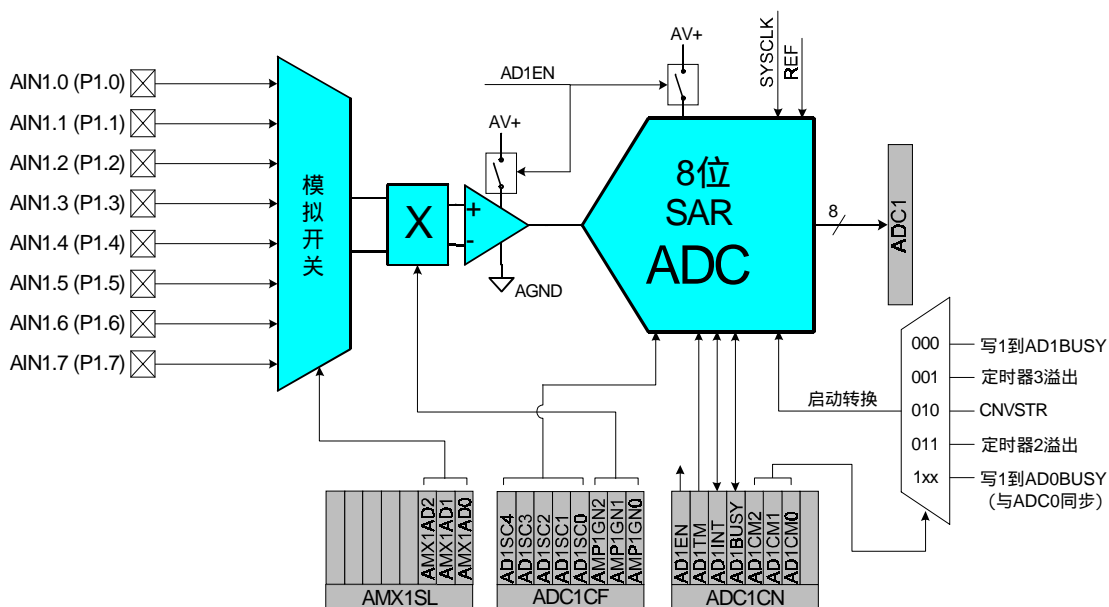 AV+
SYSCLK
REF
AIN1.0 (P1.0)
AD1EN
AIN1.1 (P1.1)
AV+
AIN1.2 (P1.2)
AIN1.3 (P1.3)
AIN1.4 (P1.4)
AIN1.5 (P1.5)
AIN1.6 (P1.6)
AIN1.7 (P1.7)
模拟开关
X
+
-
AGND
8位
SAR
ADC
8
ADC1
000
写1到AD1BUSY
001
定时器3溢出
启动转换
010
CNVSTR
011
定时器2溢出
1xx
写1到AD0BUSY
(与ADC0同步)
AMX1AD2
AMX1AD1
AMX1AD0
AMX1SL
AD1SC4
AD1SC3
AD1SC2
AD1SC1
AD1SC0
AMP1GN2
AMP1GN1
AMP1GN0
ADC1CF
AD1EN
AD1TM
AD1INT
AD1BUSY
AD1CM2
AD1CM1
AD1CM0
ADC1CN